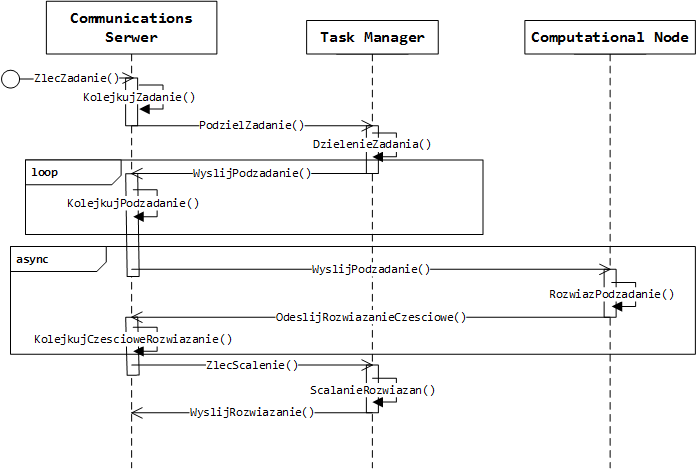 Communications
Serwer
Task Manager
Computational Node
ZlecZadanie()
KolejkujZadanie()
PodzielZadanie()
DzielenieZadania()
loop
WyslijPodzadanie()
KolejkujPodzadanie()
async
WyslijPodzadanie()
RozwiazPodzadanie()
OdeslijRozwiazanieCzesciowe()
KolejkujCzescioweRozwiazanie()
ZlecScalenie()
ScalanieRozwiazan()
WyslijRozwiazanie()